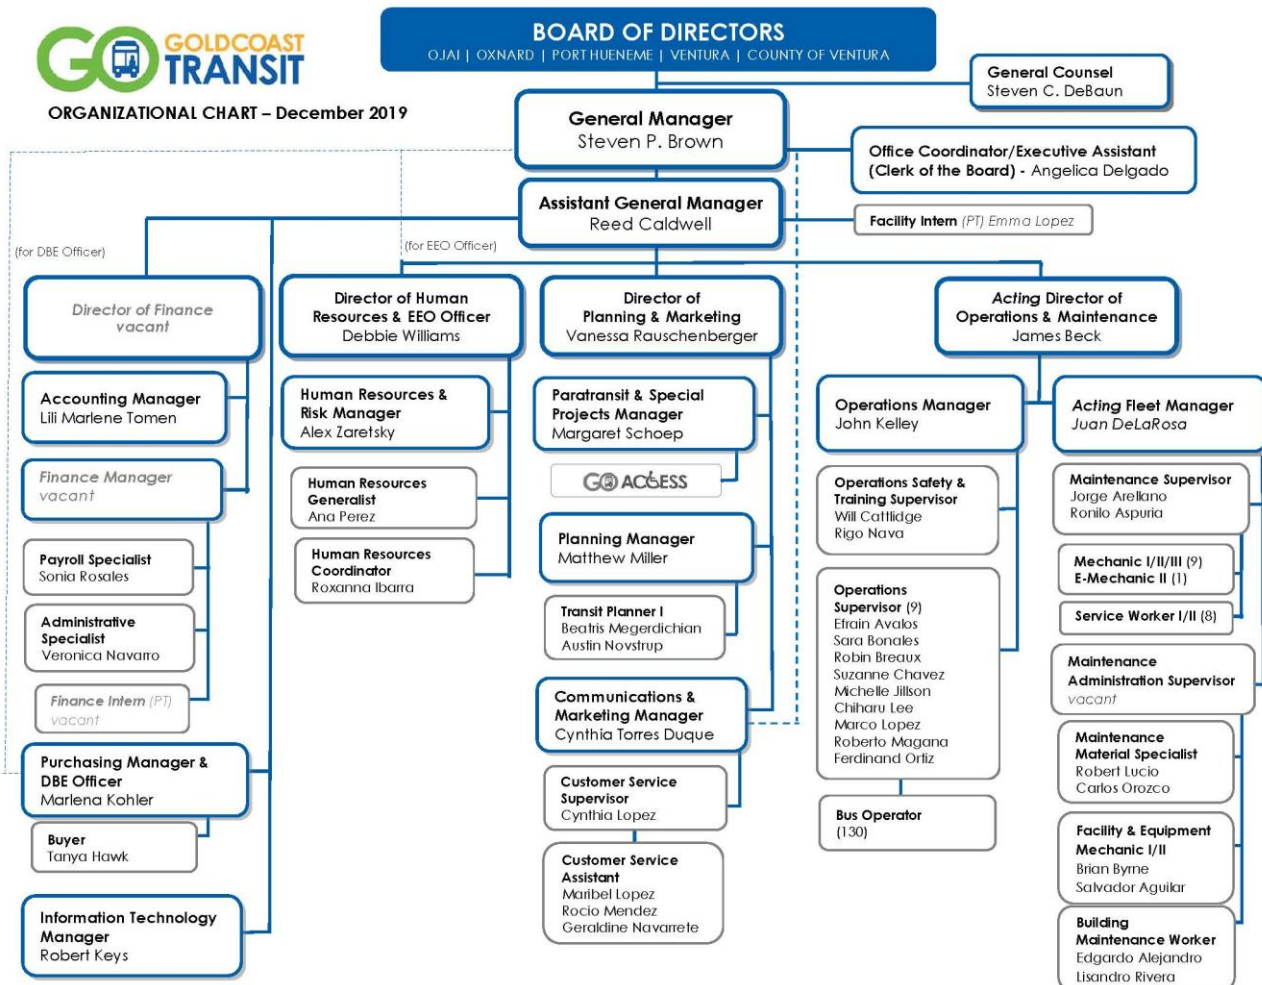 GO GOLDCOAST
TRANSIT
ORGANIZATIONAL CHART – December 2019
BOARD OF DIRECTORS
OJAI | OXNARD | PORT HUENEME | VENTURA | COUNTY OF VENTURA
General Counsel
Steven C. DeBaun
General Manager
Steven P. Brown
Office Coordinator/Executive Assistant
(Clerk of the Board) - Angelica Delgado
Assistant General Manager
Reed Caldwell
Facility Intern (PT) Emma Lopez
(for DBE Officer)
(for EEO Officer)
Director of Finance
vacant
Accounting Manager
Lili Marlene Tomen
Finance Manager
vacant
Payroll Specialist
Sonia Rosales
Administrative
Specialist
Veronica Navarro
Finance Intern (PT)
vacant
Purchasing Manager &
DBE Officer
Marlena Kohler
Buyer
Tanya Hawk
Information Technology
Manager
Robert Keys
Director of Human
Resources & EEO Officer
Debbie Williams
Human Resources &
Risk Manager
Alex Zaretsky
Human Resources
Generalist
Ana Perez
Human Resources
Coordinator
Roxanna Ibarra
Director of
Planning & Marketing
Vanessa Rauschenberger
Paratransit & Special
Projects Manager
Margaret Schoep
GO ACCESS
Planning Manager
Matthew Miller
Transit Planner I
Beatris Megerdichian
Austin Novstrup
Communications &
Marketing Manager
Cynthia Torres Duque
Customer Service
Supervisor
Cynthia Lopez
Customer Service
Assistant
Maribel Lopez
Rocio Mendez
Geraldine Navarrete
Acting Director of
Operations & Maintenance
James Beck
Operations Manager
John Kelley
Operations Safety &
Training Supervisor
Will Cattlidge
Rigo Nava
Operations
Supervisor (9)
Efrain Avalos
Sara Bonales
Robin Breaux
Suzanne Chavez
Michelle Jillson
Chiharu Lee
Marco Lopez
Roberto Magana
Ferdinand Ortiz
Bus Operator
(130)
Acting Fleet Manager
Juan DeLaRosa
Maintenance Supervisor
Jorge Arellano
Ronilo Aspuria
Mechanic I/II/III (9)
E-Mechanic II (1)
Service Worker I/II (8)
Maintenance
Administration Supervisor
vacant
Maintenance
Material Specialist
Robert Lucio
Carlos Orozco
Facility & Equipment
Mechanic I/II
Brian Byrne
Salvador Aguilar
Building
Maintenance Worker
Edgardo Alejandro
Lisandro Rivera